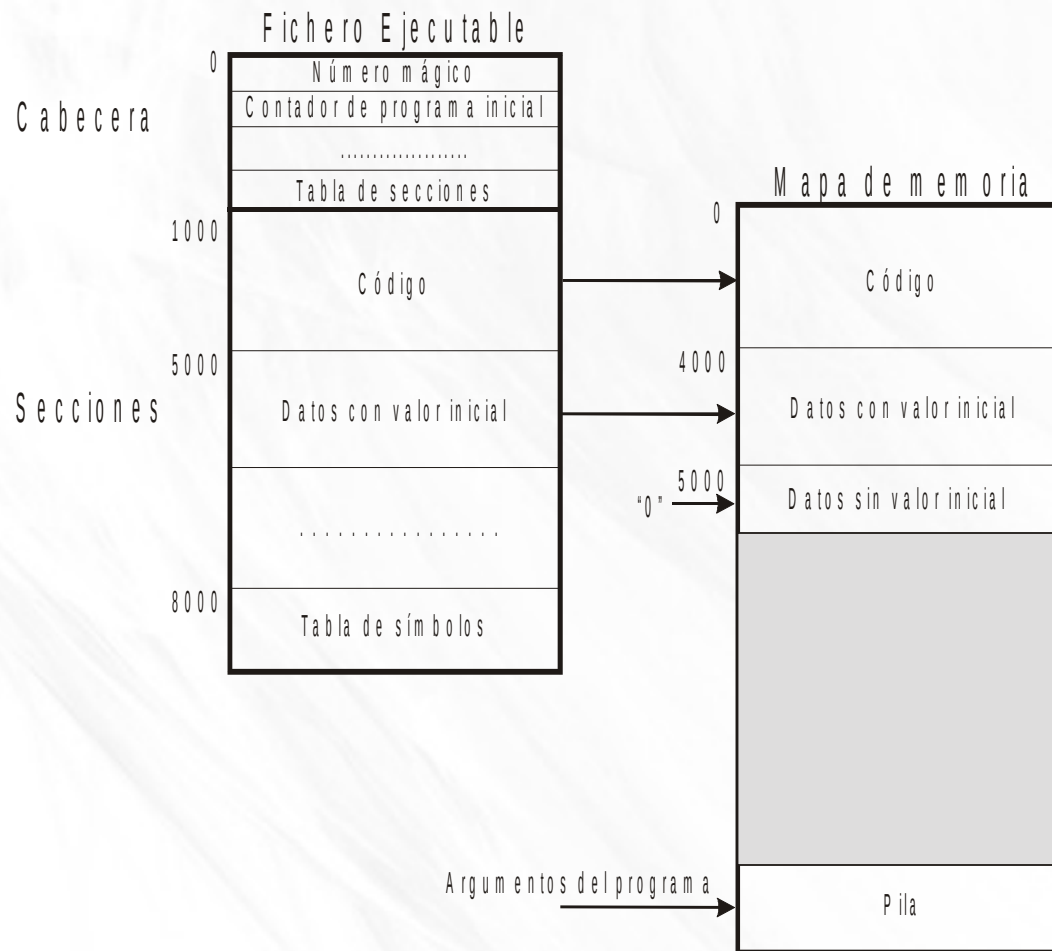 Fichero Ejecutable
0
Número mágico
Cabecera
Contador de programa inicial
....................
Tabla de secciones
1000
Código
5000
Secciones
Datos con valor inicial
. . . . . . . . . . . . . . . .
8000
Tabla de símbolos
Mapa de memoria
0
Código
4000
Datos con valor inicial
5000
“0”
Datos sin valor inicial
Argumentos del programa
Pila